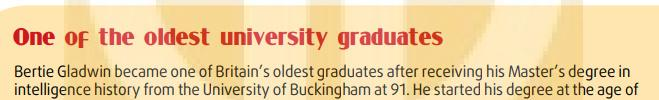 One of the oldest university graduates
Bertie Gladwin became one of Britain's oldest graduates after receiving his Master's degree in
intelligence history from the University of Buckingham at 91. He started his degree at the age of